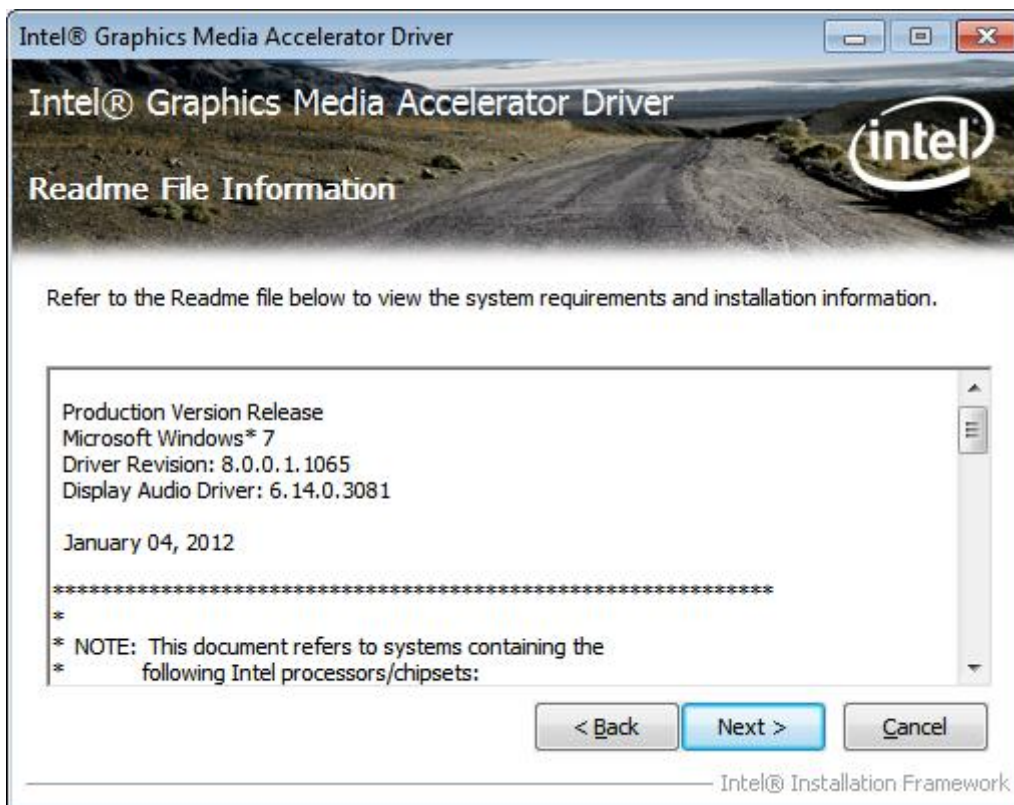 Intel® Graphics Media Accelerator Driver
Intel® Graphics Media Accelerator Driver
intel
Readme File Information
Refer to the Readme file below to view the system requirements and installation information.
Production Version Release
Microsoft Windows* 7
Driver Revision: 8.0.0.1.1065
Display Audio Driver: 6.14.0.3081
January 04, 2012
************************************************************
*
* NOTE: This document refers to systems containing the
* following Intel processors/chipsets:
< Back
Next >
Cancel
Intel® Installation Framework